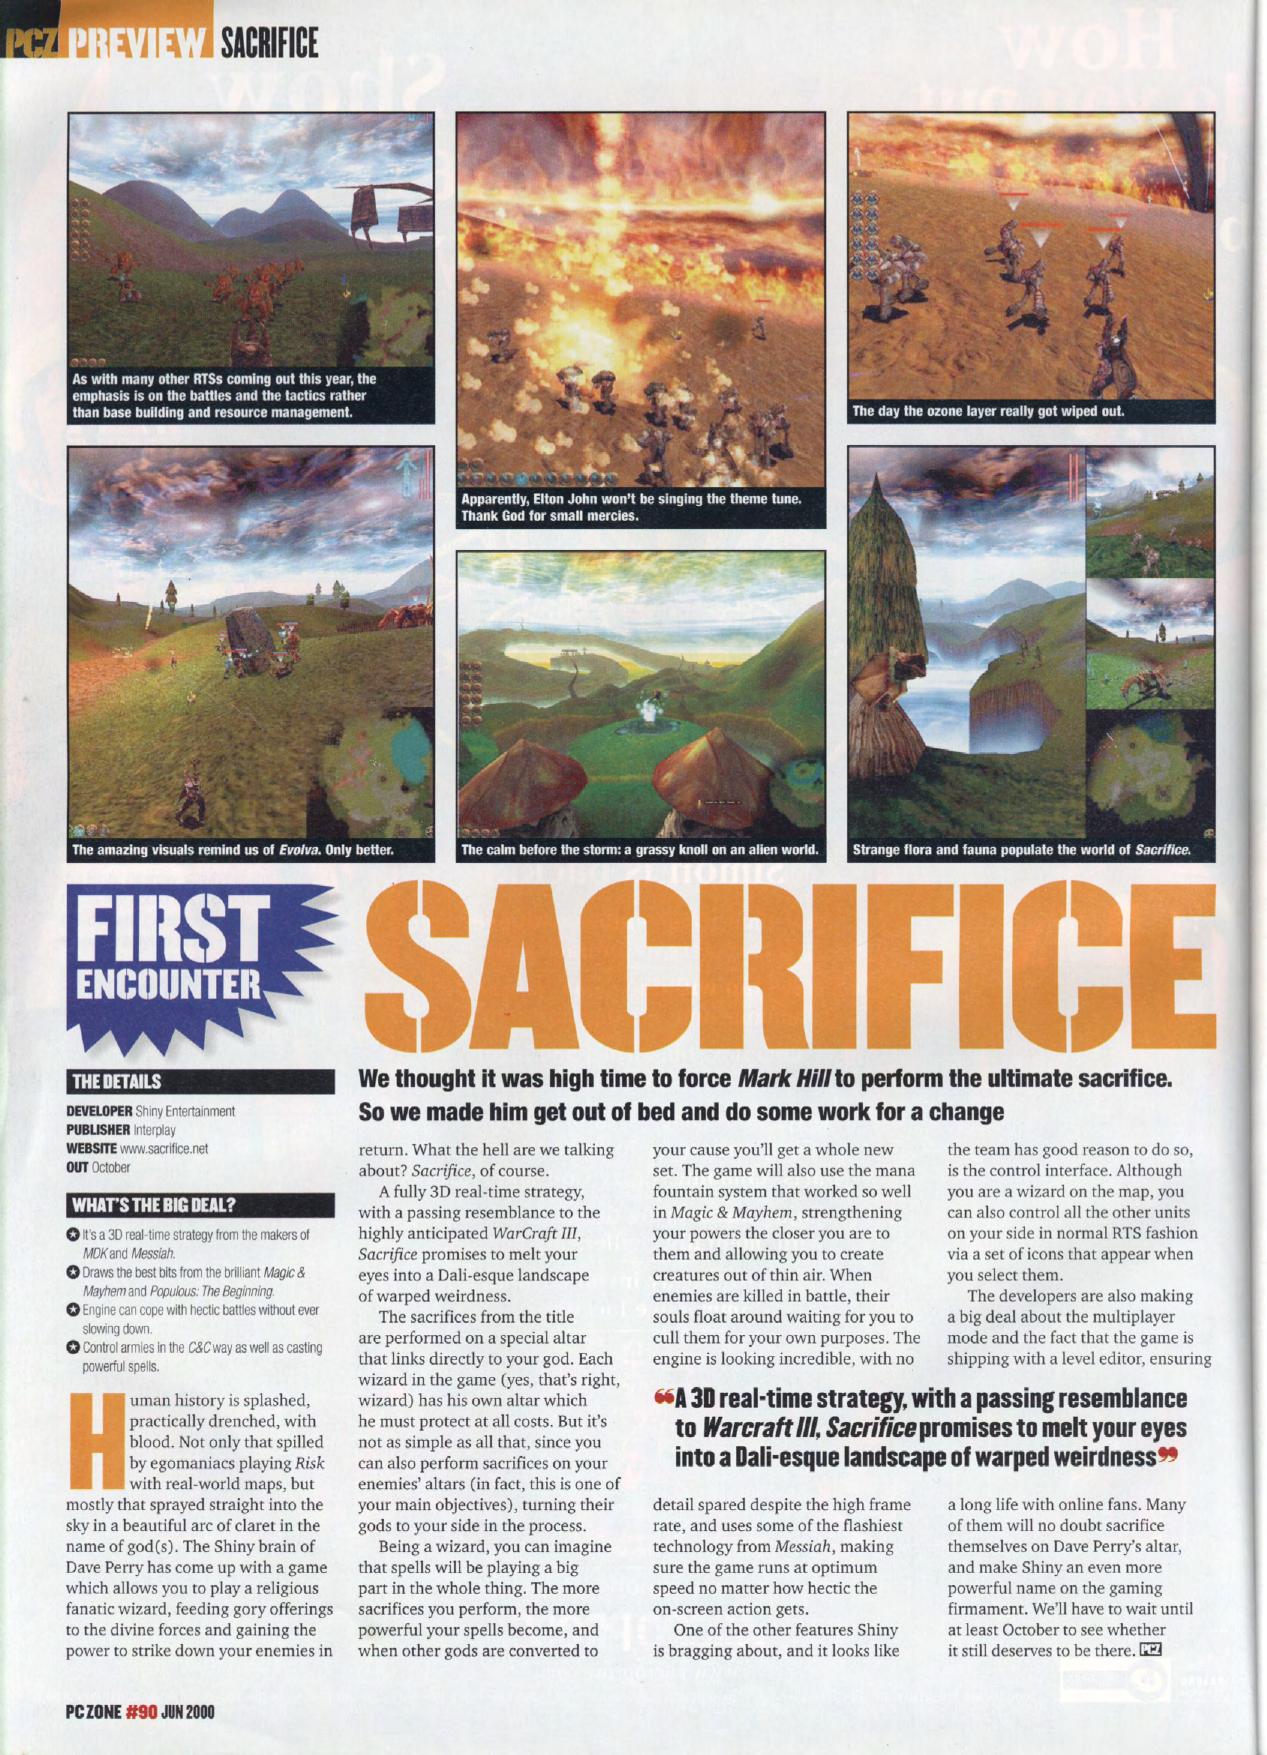 PCZ PREVIEW SACRIFICE
As with many other RTSs coming out this year, the
emphasis is on the battles and the tactics rather
than base building and resource management.
Apparently, Elton John won't be singing the theme tune.
Thank God for small mercies.
The day the ozone layer really got wiped out.
The amazing visuals remind us of Evolva. Only better.
The calm before the storm: a grassy knoll on an alien world.
Strange flora and fauna populate the world of Sacrifice.
FIRST
ENCOUNTER
SACRIFICE
We thought it was high time to force Mark Hill to perform the ultimate sacrifice.
So we made him get out of bed and do some work for a change
THE DETAILS
DEVELOPER Shiny Entertainment
PUBLISHER Interplay
WEBSITE www.sacrifice.net
OUT October
WHAT'S THE BIG DEAL?
It's a 3D real-time strategy from the makers of
MDK and Messiah.
Draws the best bits from the brilliant Magic &
Mayhem and Populous: The Beginning.
Engine can cope with hectic battles without ever
slowing down.
Control armies in the C&C way as well as casting
powerful spells.
Human history is splashed,
practically drenched, with
blood. Not only that spilled
by egomaniacs playing Risk
with real-world maps, but
mostly that sprayed straight into the
sky in a beautiful arc of claret in the
name of god(s). The Shiny brain of
Dave Perry has come up with a game
which allows you to play a religious
fanatic wizard, feeding gory offerings
to the divine forces and gaining the
power to strike down your enemies in
return. What the hell are we talking
about? Sacrifice, of course.
A fully 3D real-time strategy,
with a passing resemblance to the
highly anticipated WarCraft III,
Sacrifice promises to melt your
eyes into a Dali-esque landscape
of warped weirdness.
The sacrifices from the title
are performed on a special altar
that links directly to your god. Each
wizard in the game (yes, that's right,
wizard) has his own altar which
he must protect at all costs. But it's
not as simple as all that, since you
can also perform sacrifices on your
enemies' altars (in fact, this is one of
your main objectives), turning their
gods to your side in the process.
Being a wizard, you can imagine
that spells will be playing a big
part in the whole thing. The more
sacrifices you perform, the more
powerful your spells become, and
when other gods are converted to
your cause you'll get a whole new
set. The game will also use the mana
fountain system that worked so well
in Magic & Mayhem, strengthening
your powers the closer you are to
them and allowing you to create
creatures out of thin air. When
enemies are killed in battle, their
souls float around waiting for you to
cull them for your own purposes. The
engine is looking incredible, with no
detail spared despite the high frame
rate, and uses some of the flashiest
technology from Messiah, making
sure the game runs at optimum
speed no matter how hectic the
on-screen action gets.
One of the other features Shiny
is bragging about, and it looks like
the team has good reason to do so,
is the control interface. Although
you are a wizard on the map, you
can also control all the other units
on your side in normal RTS fashion
via a set of icons that appear when
you select them.
The developers are also making
a big deal about the multiplayer
mode and the fact that the game is
shipping with a level editor, ensuring
a long life with online fans. Many
of them will no doubt sacrifice
themselves on Dave Perry's altar,
and make Shiny an even more
powerful name on the gaming
firmament. We'll have to wait until
at least October to see whether
it still deserves to be there. PCZ
“A 3D real-time strategy, with a passing resemblance
to Warcraft III, Sacrifice promises to melt your eyes
into a Dali-esque landscape of warped weirdness”
PC ZONE #90 JUN 2000